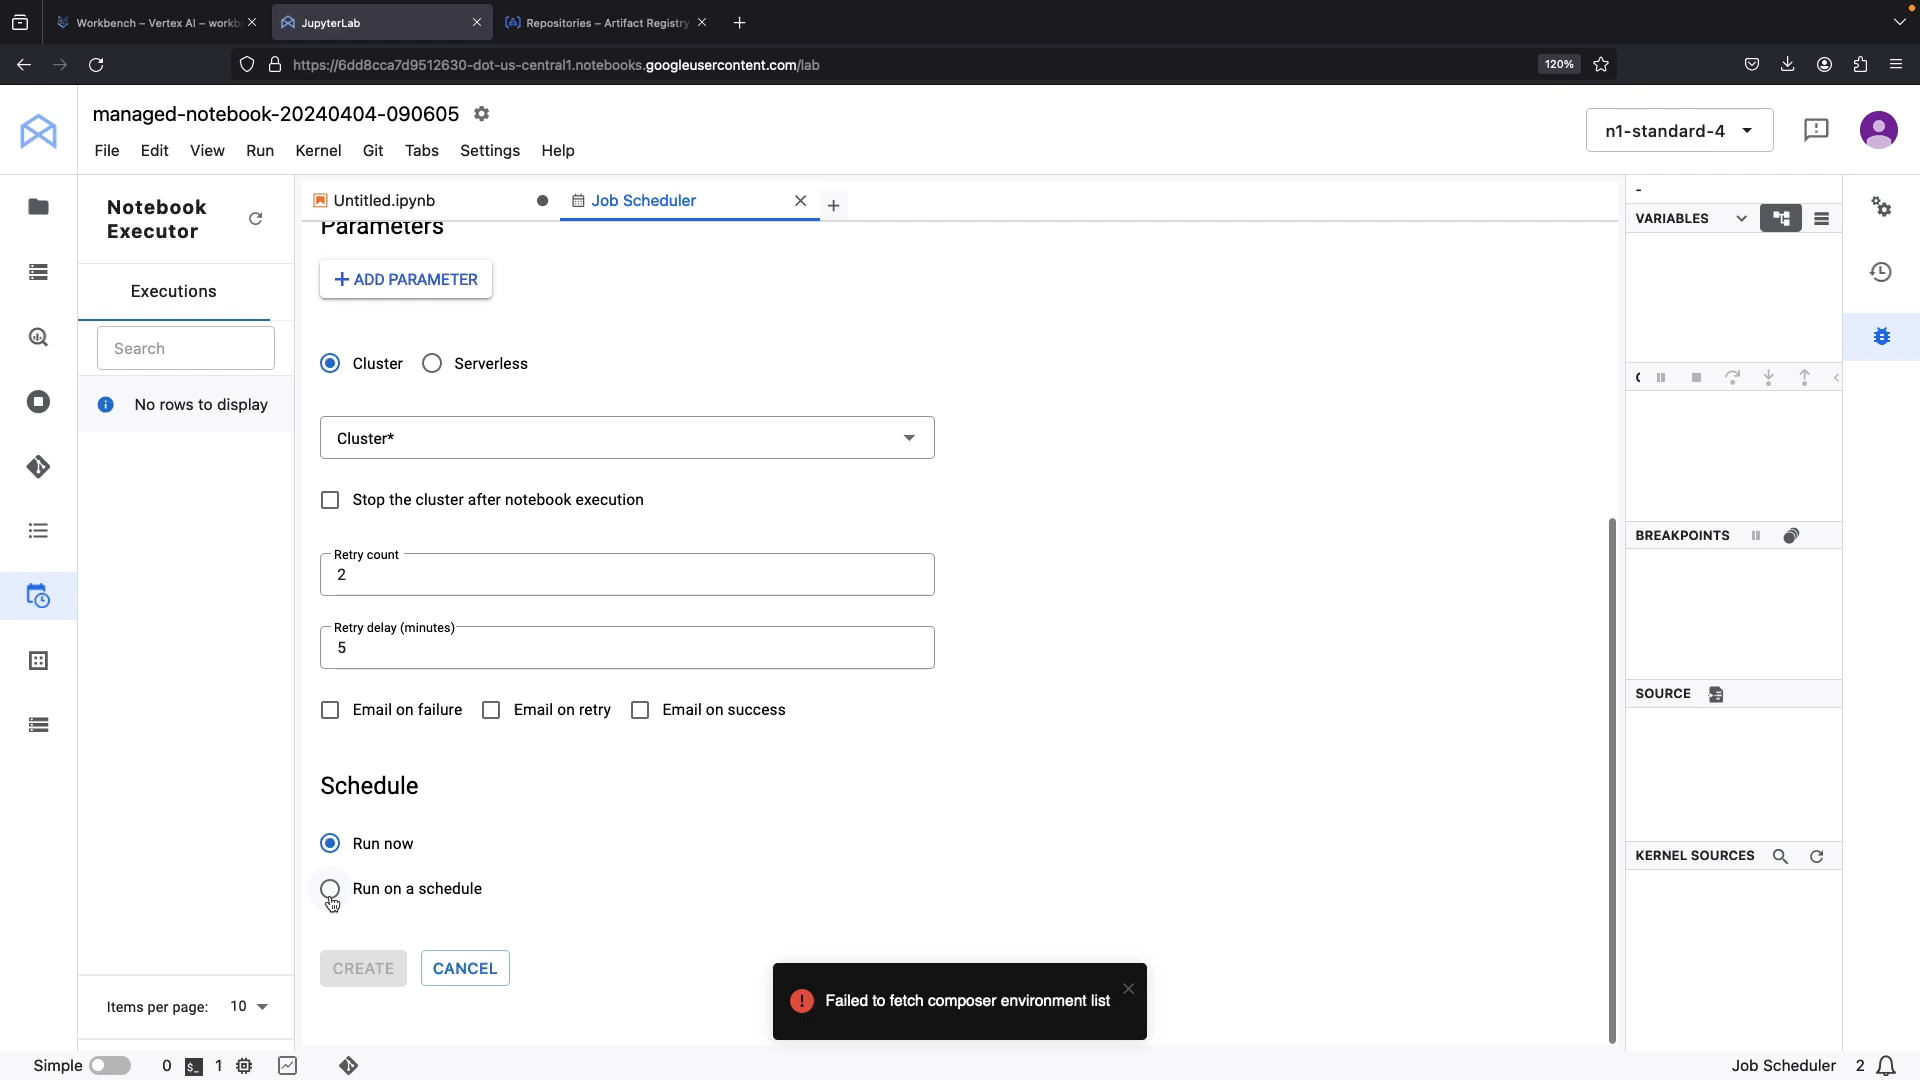 Workbench – Vertex AI – workb
JupyterLab
Repositories – Artifact Registry
https://6dd8cca7d9512630-dot-us-central1.notebooks.googleusercontent.com/lab
120%
managed-notebook-20240404-090605
File Edit View Run Kernel Git Tabs Settings Help
n1-standard-4
Notebook
Executor
Executions
Search
No rows to display
Items per page: 10
Untitled.ipynb
Job Scheduler
Parameters
ADD PARAMETER
Cluster
Serverless
Cluster*
Stop the cluster after notebook execution
Retry count
2
Retry delay (minutes)
5
Email on failure
Email on retry
Email on success
Schedule
Run now
Run on a schedule
CREATE
CANCEL
Failed to fetch composer environment list
-
VARIABLES
BREAKPOINTS
SOURCE
KERNEL SOURCES
Simple
0
1
Job Scheduler
2